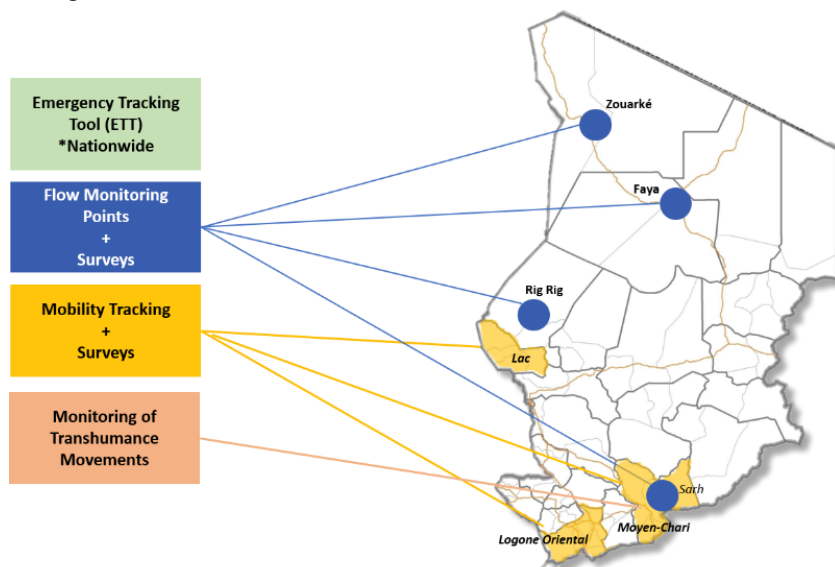 Emergency Tracking
Tool (ETT)
*Nationwide
Flow Monitoring
Points
+
Surveys
Mobility Tracking
+
Surveys
Monitoring of
Transhumance
Movements
Zouarké
Faya
Rig Rig
Lac
Sarh
Moyen-Chari
Logone Oriental